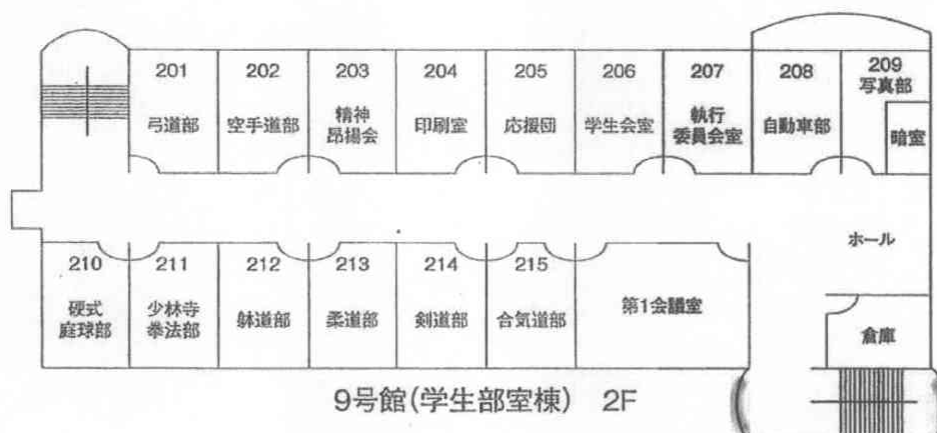 201
弓道部
202
空手道部
203
精神
昂揚会
204
印刷室
205
応援団
206
学生会室
207
執行
委員会室
208
自動車部
209
写真部
暗室
ホール
210
硬式
庭球部
211
少林寺
拳法部
212
躰道部
213
柔道部
214
剣道部
215
合気道部
第1会議室
倉庫
9号館(学生部室棟) 2F